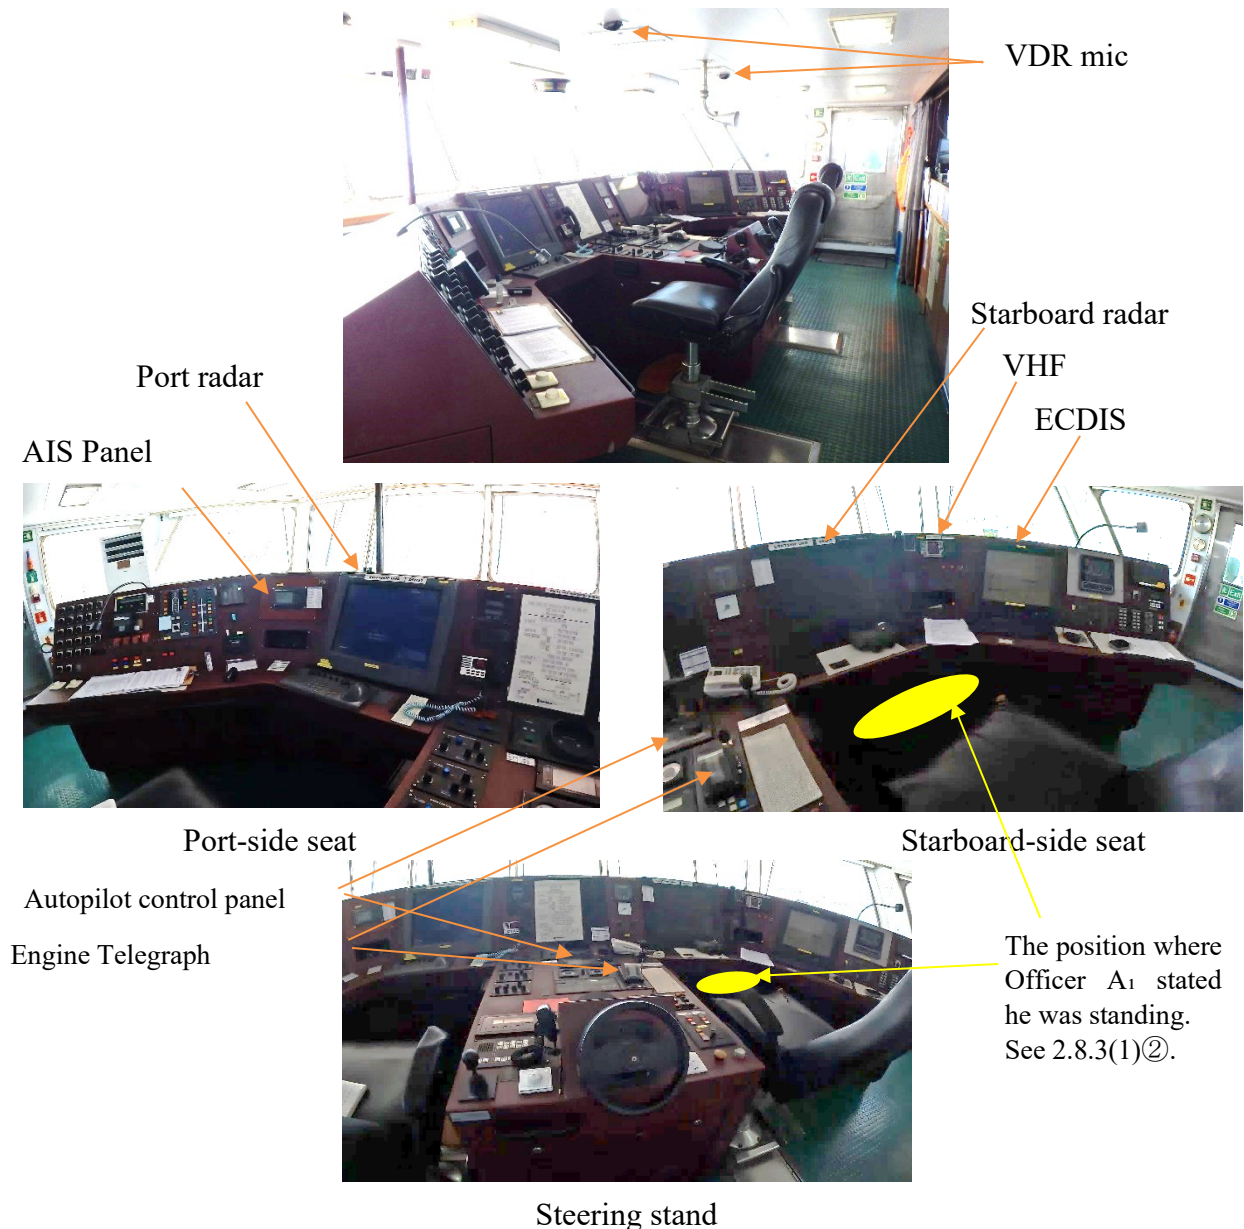 VDR mic
Starboard radar
VHF
ECDIS
Port radar
AIS Panel
Port-side seat
Starboard-side seat
Autopilot control panel
Engine Telegraph
The position where
Officer A₁ stated
he was standing.
See 2.8.3(1)②.
Steering stand